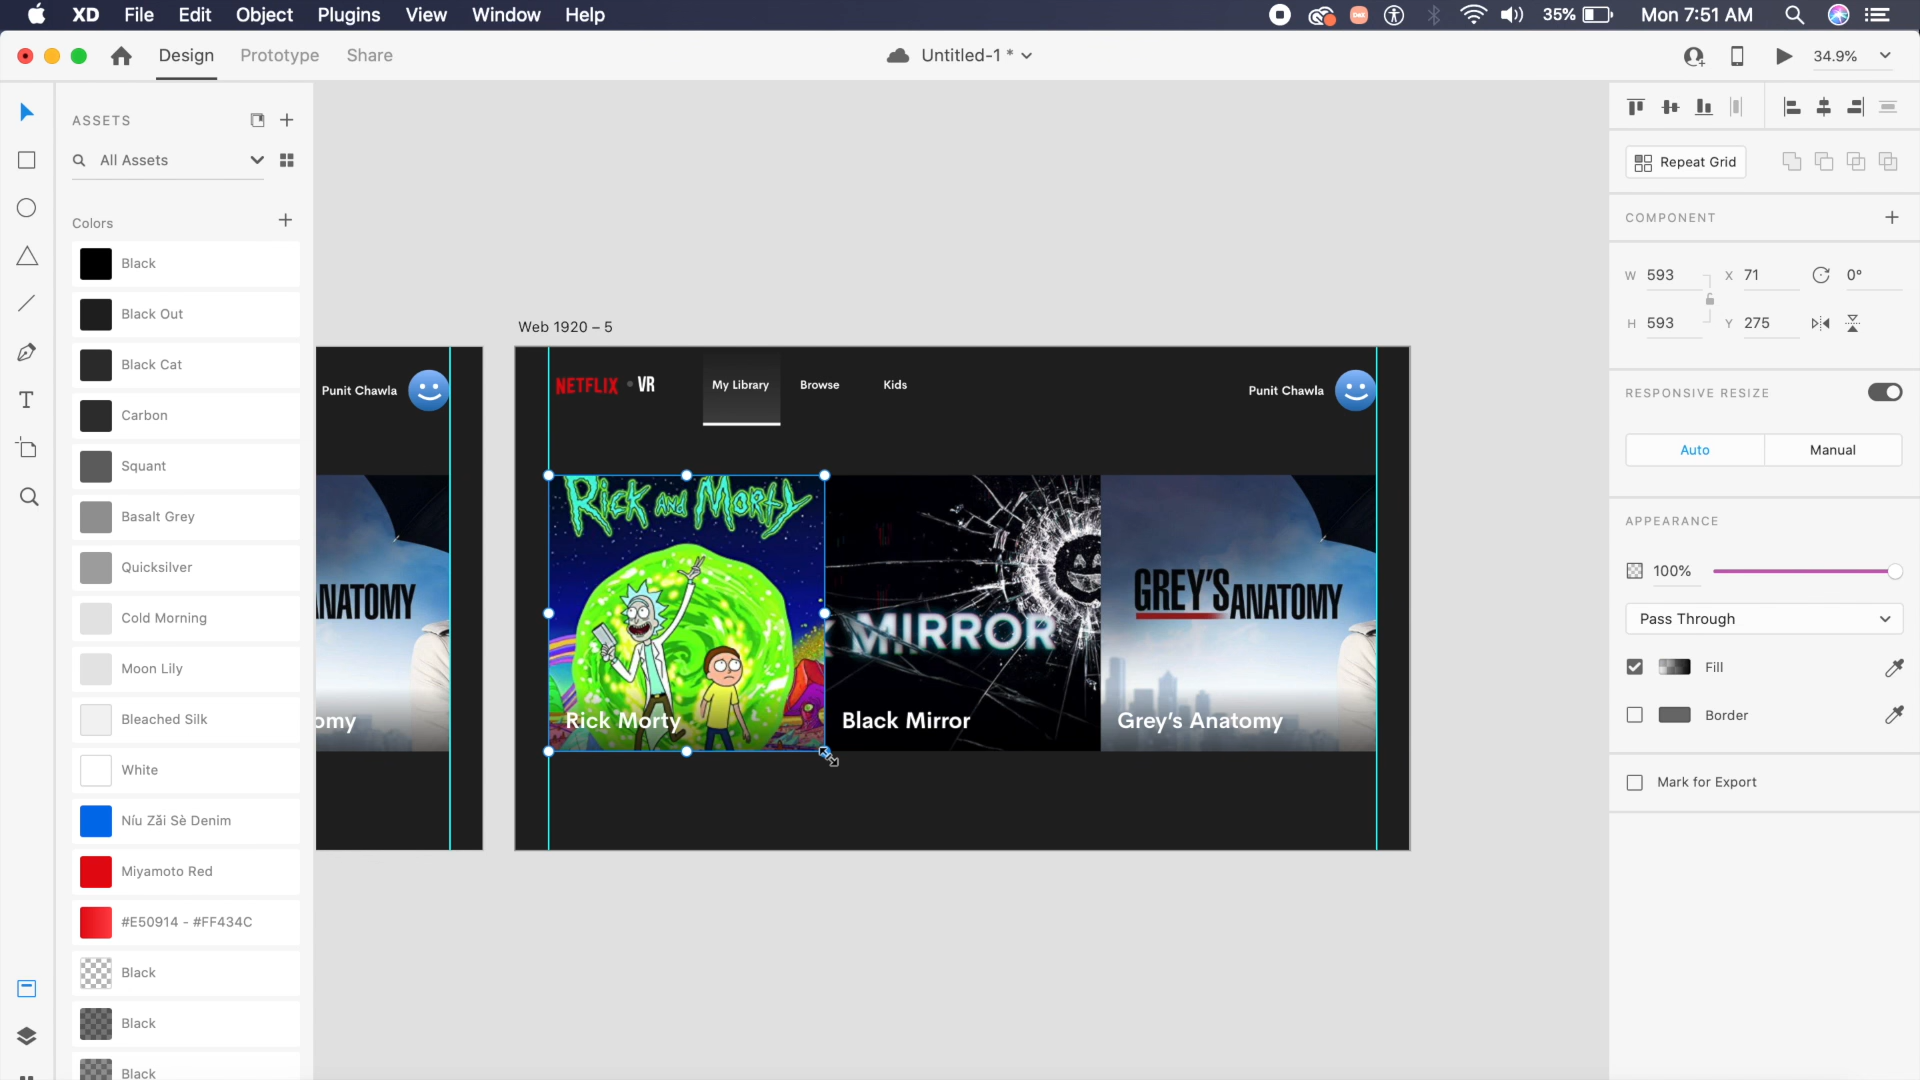 XD File Edit Object Plugins View Window Help
35% Mon 7:51 AM
Design Prototype Share
Untitled-1 *
34.9%
ASSETS
All Assets
Colors
Black
Black Out
Black Cat
Carbon
Squant
Basalt Grey
Quicksilver
Cold Morning
Moon Lily
Bleached Silk
White
Níu Zǎi Sè Denim
Miyamoto Red
#E50914 - #FF434C
Black
Black
Black
Punit Chawla
NATOMY
omy
Web 1920 – 5
NETFLIX VR
My Library
Browse
Kids
Punit Chawla
Rick and Morty
Rick Morty
MIRROR
Black Mirror
GREY'S ANATOMY
Grey's Anatomy
Repeat Grid
COMPONENT
W 593 X 71 0°
H 593 Y 275
RESPONSIVE RESIZE
Auto Manual
APPEARANCE
100%
Pass Through
Fill
Border
Mark for Export